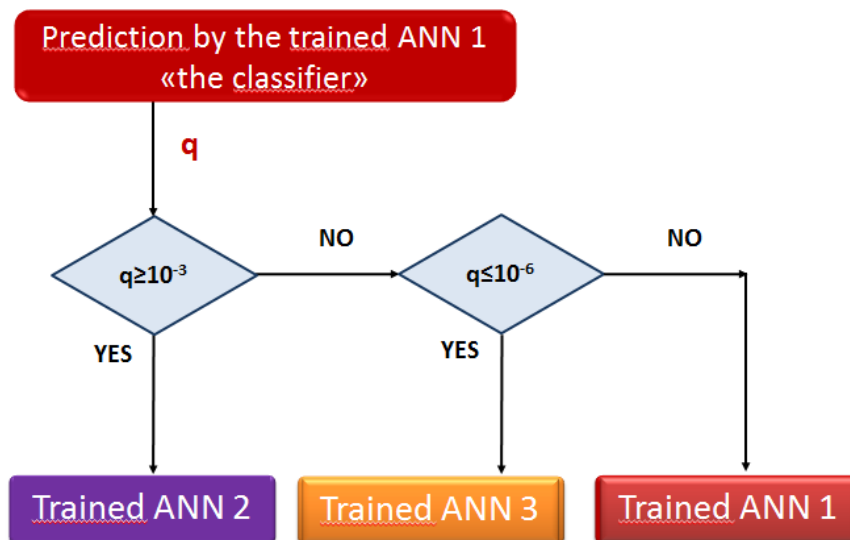 Prediction by the trained ANN 1
«the classifier»
q
NO
NO
q≥10⁻³
q≤10⁻⁶
YES
YES
Trained ANN 2
Trained ANN 3
Trained ANN 1